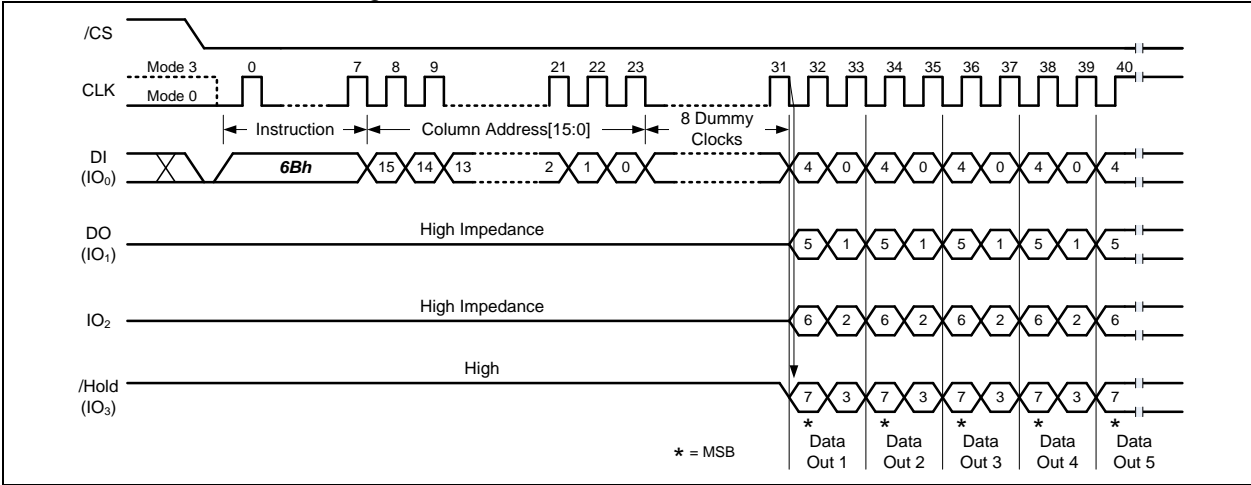 /CS
Mode 3 0 7 8 9 21 22 23 31 32 33 34 35 36 37 38 39 40
CLK
Mode 0
Instruction Column Address[15:0] 8 Dummy
Clocks
DI
(IO₀)
6Bh 15 14 13 2 1 0 4 0 4 0 4 0 4 0 4
High Impedance
DO
(IO₁)
5 1 5 1 5 1 5 1 5
High Impedance
IO₂ 6 2 6 2 6 2 6 2 6
High
/Hold
(IO₃)
7 3 7 3 7 3 7 3 7
* * * * *
* = MSB
Data Data Data Data Data
Out 1 Out 2 Out 3 Out 4 Out 5